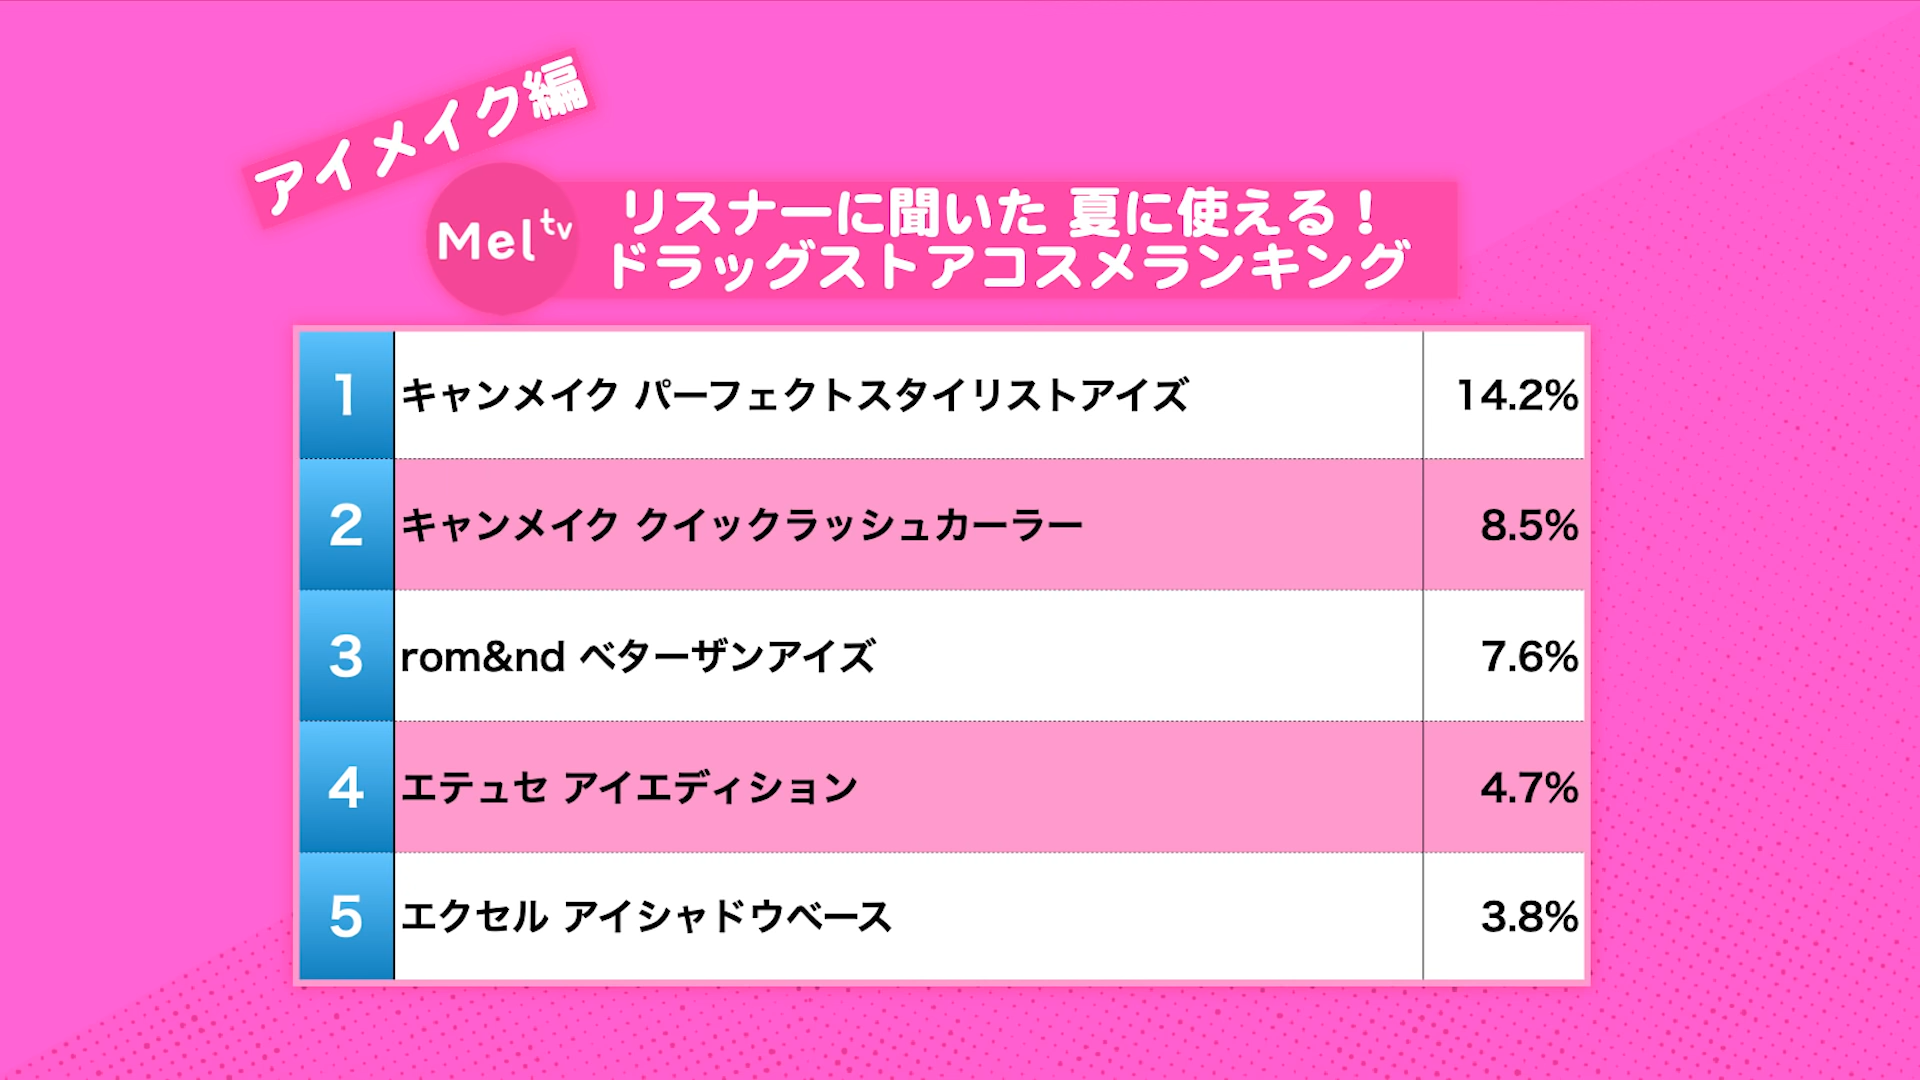 アイメイク編
Mel tv
リスナーに聞いた 夏に使える！
ドラッグストアコスメランキング
1 キャンメイク パーフェクトスタイリストアイズ 14.2%
2 キャンメイク クイックラッシュカーラー 8.5%
3 rom&nd ベターザンアイズ 7.6%
4 エテュセ アイエディション 4.7%
5 エクセル アイシャドウベース 3.8%